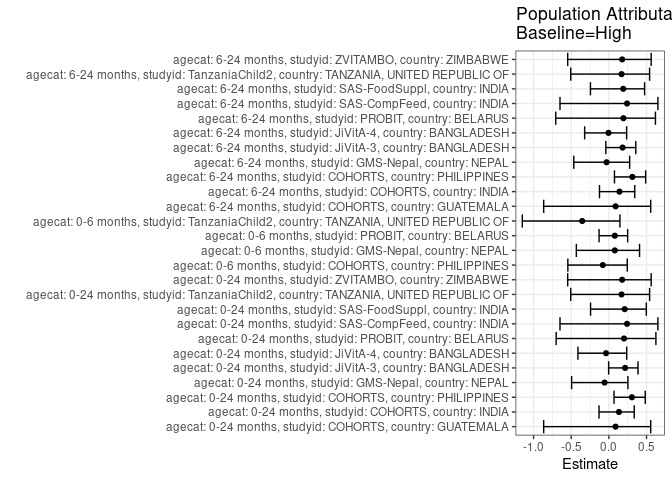 Population Attributa
Baseline=High
agecat: 6-24 months, studyid: ZVITAMBO, country: ZIMBABWE
agecat: 6-24 months, studyid: TanzaniaChild2, country: TANZANIA, UNITED REPUBLIC OF
agecat: 6-24 months, studyid: SAS-FoodSuppl, country: INDIA
agecat: 6-24 months, studyid: SAS-CompFeed, country: INDIA
agecat: 6-24 months, studyid: PROBIT, country: BELARUS
agecat: 6-24 months, studyid: JiVitA-4, country: BANGLADESH
agecat: 6-24 months, studyid: JiVitA-3, country: BANGLADESH
agecat: 6-24 months, studyid: GMS-Nepal, country: NEPAL
agecat: 6-24 months, studyid: COHORTS, country: PHILIPPINES
agecat: 6-24 months, studyid: COHORTS, country: INDIA
agecat: 6-24 months, studyid: COHORTS, country: GUATEMALA
agecat: 0-6 months, studyid: TanzaniaChild2, country: TANZANIA, UNITED REPUBLIC OF
agecat: 0-6 months, studyid: PROBIT, country: BELARUS
agecat: 0-6 months, studyid: GMS-Nepal, country: NEPAL
agecat: 0-6 months, studyid: COHORTS, country: PHILIPPINES
agecat: 0-24 months, studyid: ZVITAMBO, country: ZIMBABWE
agecat: 0-24 months, studyid: TanzaniaChild2, country: TANZANIA, UNITED REPUBLIC OF
agecat: 0-24 months, studyid: SAS-FoodSuppl, country: INDIA
agecat: 0-24 months, studyid: SAS-CompFeed, country: INDIA
agecat: 0-24 months, studyid: PROBIT, country: BELARUS
agecat: 0-24 months, studyid: JiVitA-4, country: BANGLADESH
agecat: 0-24 months, studyid: JiVitA-3, country: BANGLADESH
agecat: 0-24 months, studyid: GMS-Nepal, country: NEPAL
agecat: 0-24 months, studyid: COHORTS, country: PHILIPPINES
agecat: 0-24 months, studyid: COHORTS, country: INDIA
agecat: 0-24 months, studyid: COHORTS, country: GUATEMALA
-1.0 -0.5 0.0 0.5
Estimate